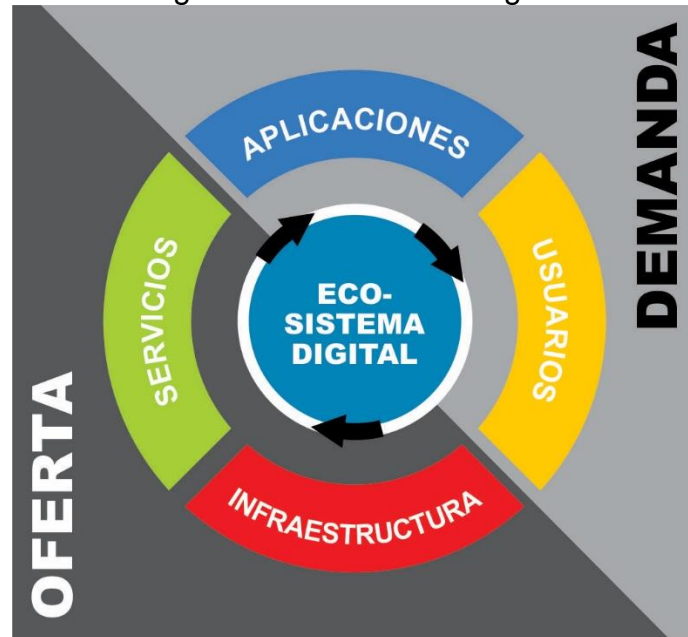 DEMANDA
APLICACIONES
USUARIOS
SERVICIOS
ECO-
SISTEMA
DIGITAL
INFRAESTRUCTURA
OFERTA